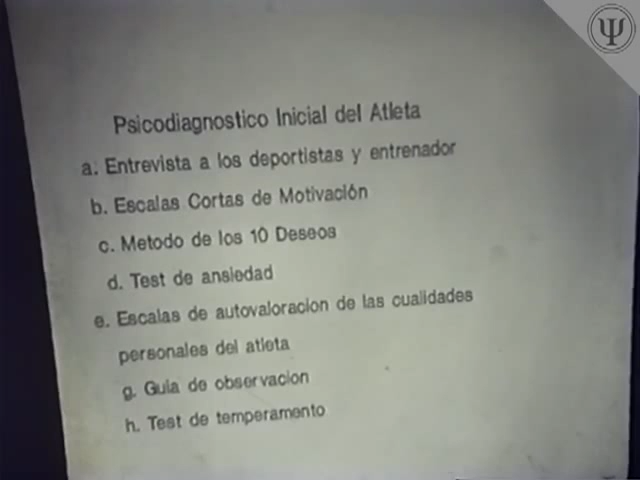 Psicodiagnostico Inicial del Atleta
a. Entrevista a los deportistas y entrenador
b. Escalas Cortas de Motivación
c. Metodo de los 10 Deseos
d. Test de ansiedad
e. Escalas de autovaloracion de las cualidades
personales del atleta
g. Guia de observacion
h. Test de temperamento
Ψ